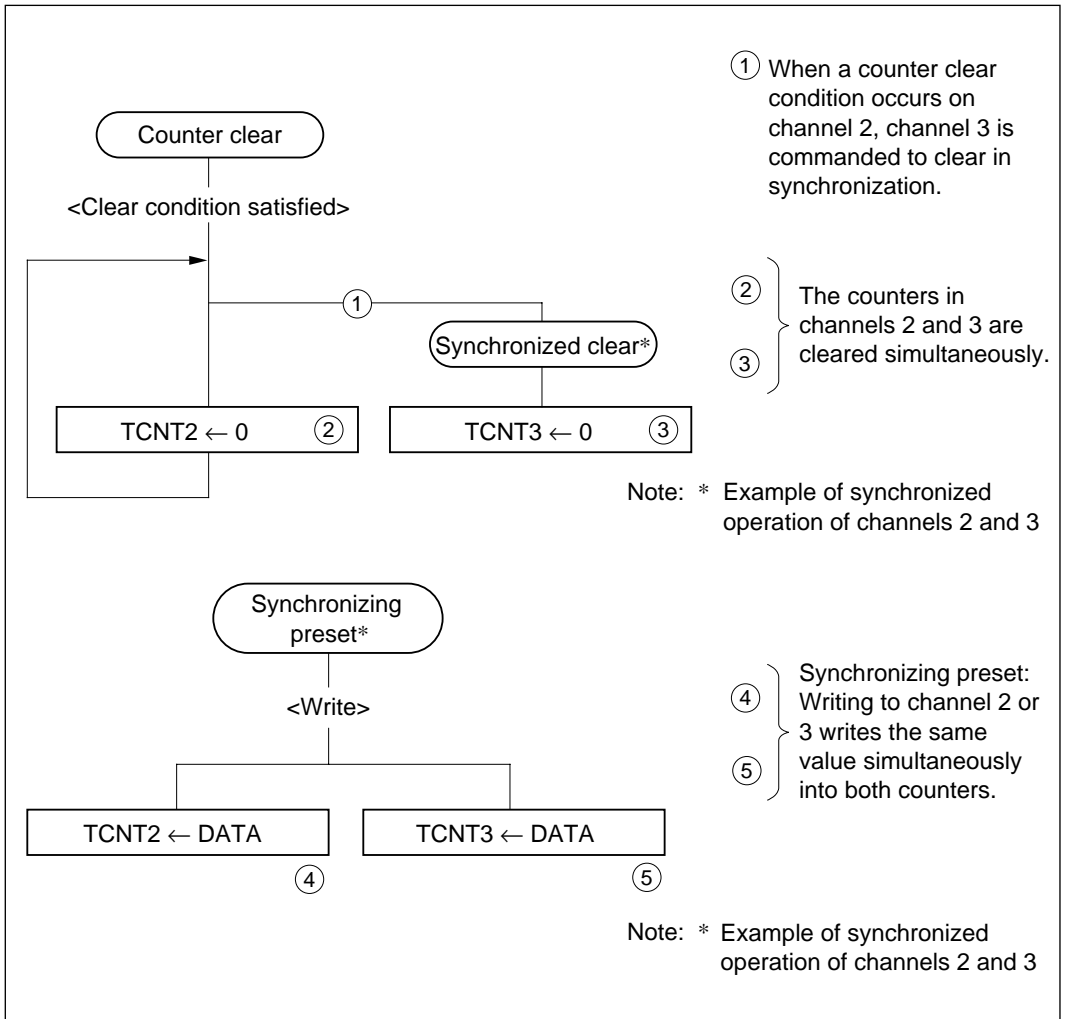 Counter clear
<Clear condition satisfied>
①
Synchronized clear*
TCNT2 ← 0 ②
TCNT3 ← 0 ③
① When a counter clear
condition occurs on
channel 2, channel 3 is
commanded to clear in
synchronization.
②
③
The counters in
channels 2 and 3 are
cleared simultaneously.
Note: * Example of synchronized
operation of channels 2 and 3
Synchronizing
preset*
<Write>
TCNT2 ← DATA
④
TCNT3 ← DATA
⑤
④
⑤
Synchronizing preset:
Writing to channel 2 or
3 writes the same
value simultaneously
into both counters.
Note: * Example of synchronized
operation of channels 2 and 3